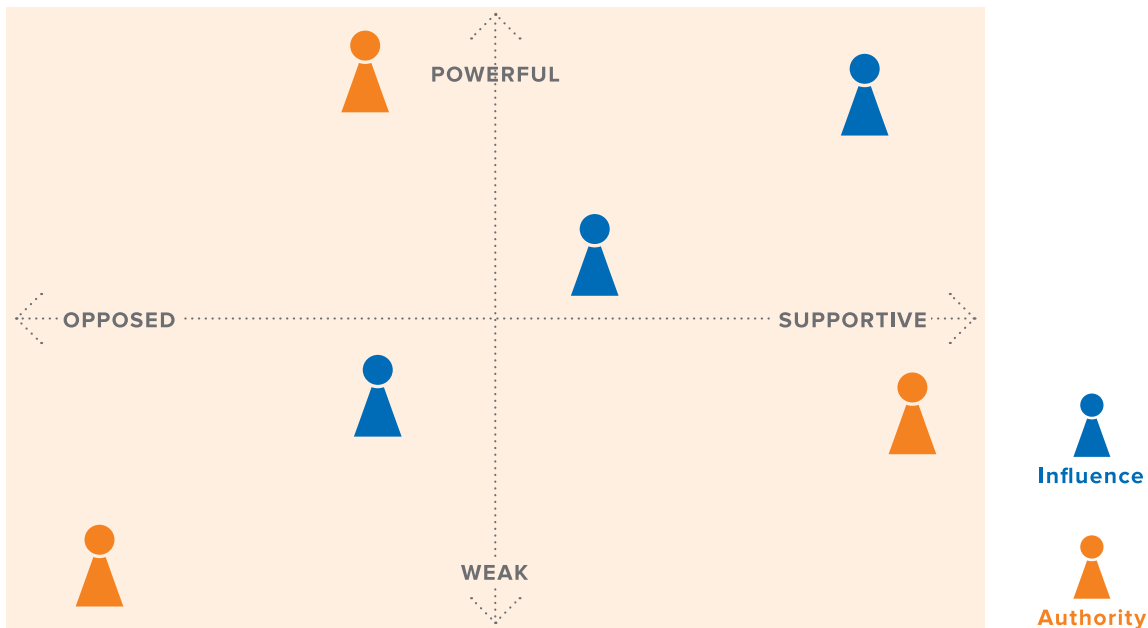 POWERFUL
OPPOSED
SUPPORTIVE
WEAK
Influence
Authority